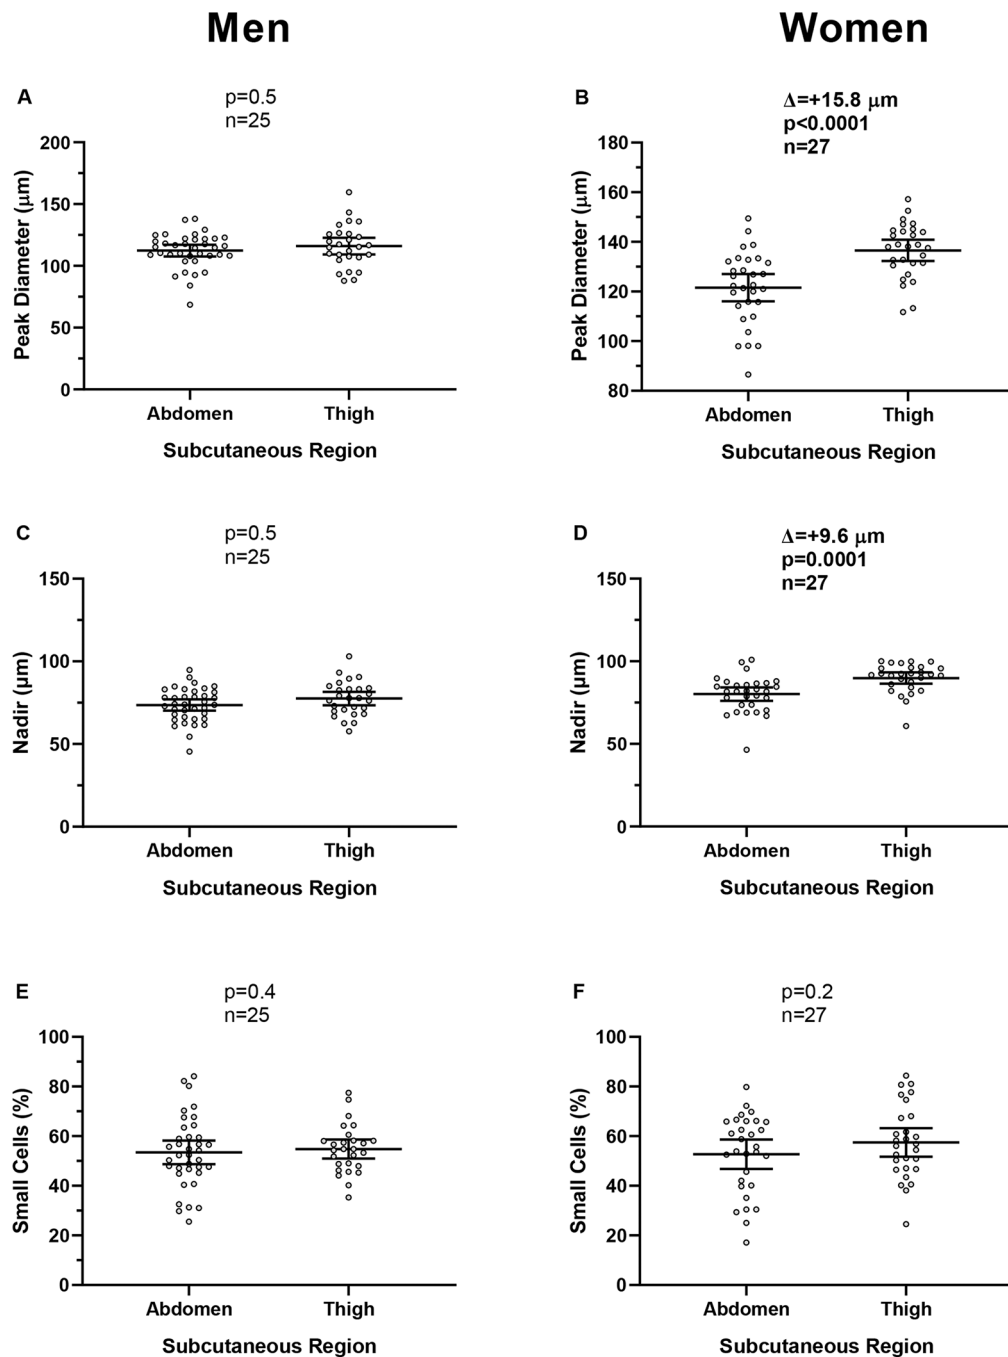 Men
Women
A
p=0.5
n=25
200
150
100
50
0
Peak Diameter (μm)
Abdomen
Thigh
Subcutaneous Region
B
Δ=+15.8 μm
p<0.0001
n=27
180
160
140
120
100
80
Peak Diameter (μm)
Abdomen
Thigh
Subcutaneous Region
C
p=0.5
n=25
150
100
50
0
Nadir (μm)
Abdomen
Thigh
Subcutaneous Region
D
Δ=+9.6 μm
p=0.0001
n=27
150
100
50
0
Nadir (μm)
Abdomen
Thigh
Subcutaneous Region
E
p=0.4
n=25
100
80
60
40
20
0
Small Cells (%)
Abdomen
Thigh
Subcutaneous Region
F
p=0.2
n=27
100
80
60
40
20
0
Small Cells (%)
Abdomen
Thigh
Subcutaneous Region